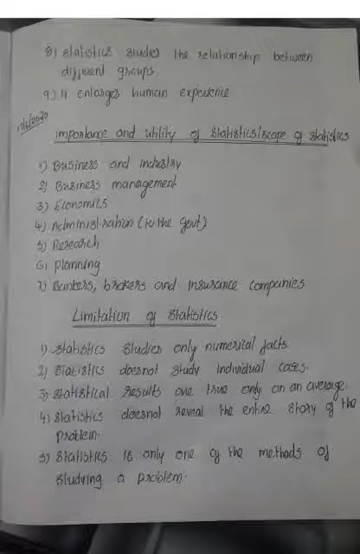 8) Statistics studies the relationship between
different groups
9) It enlarges human experience
Importance and utility of Statistics/scope of statistics
1) Business and industry
2) Business management
3) Economics
4) Administration (to the govt)
5) Research
6) planning
7) Bankers, brokers and Insurance companies
Limitation of Statistics
1) Statistics studies only numerical facts.
2) Statistics doesnot study individual cases.
3) Statistical Results are true only on an average.
4) Statistics doesnot reveal the entire story of the
problem.
5) Statistics is only one of the methods of
studying a problem.